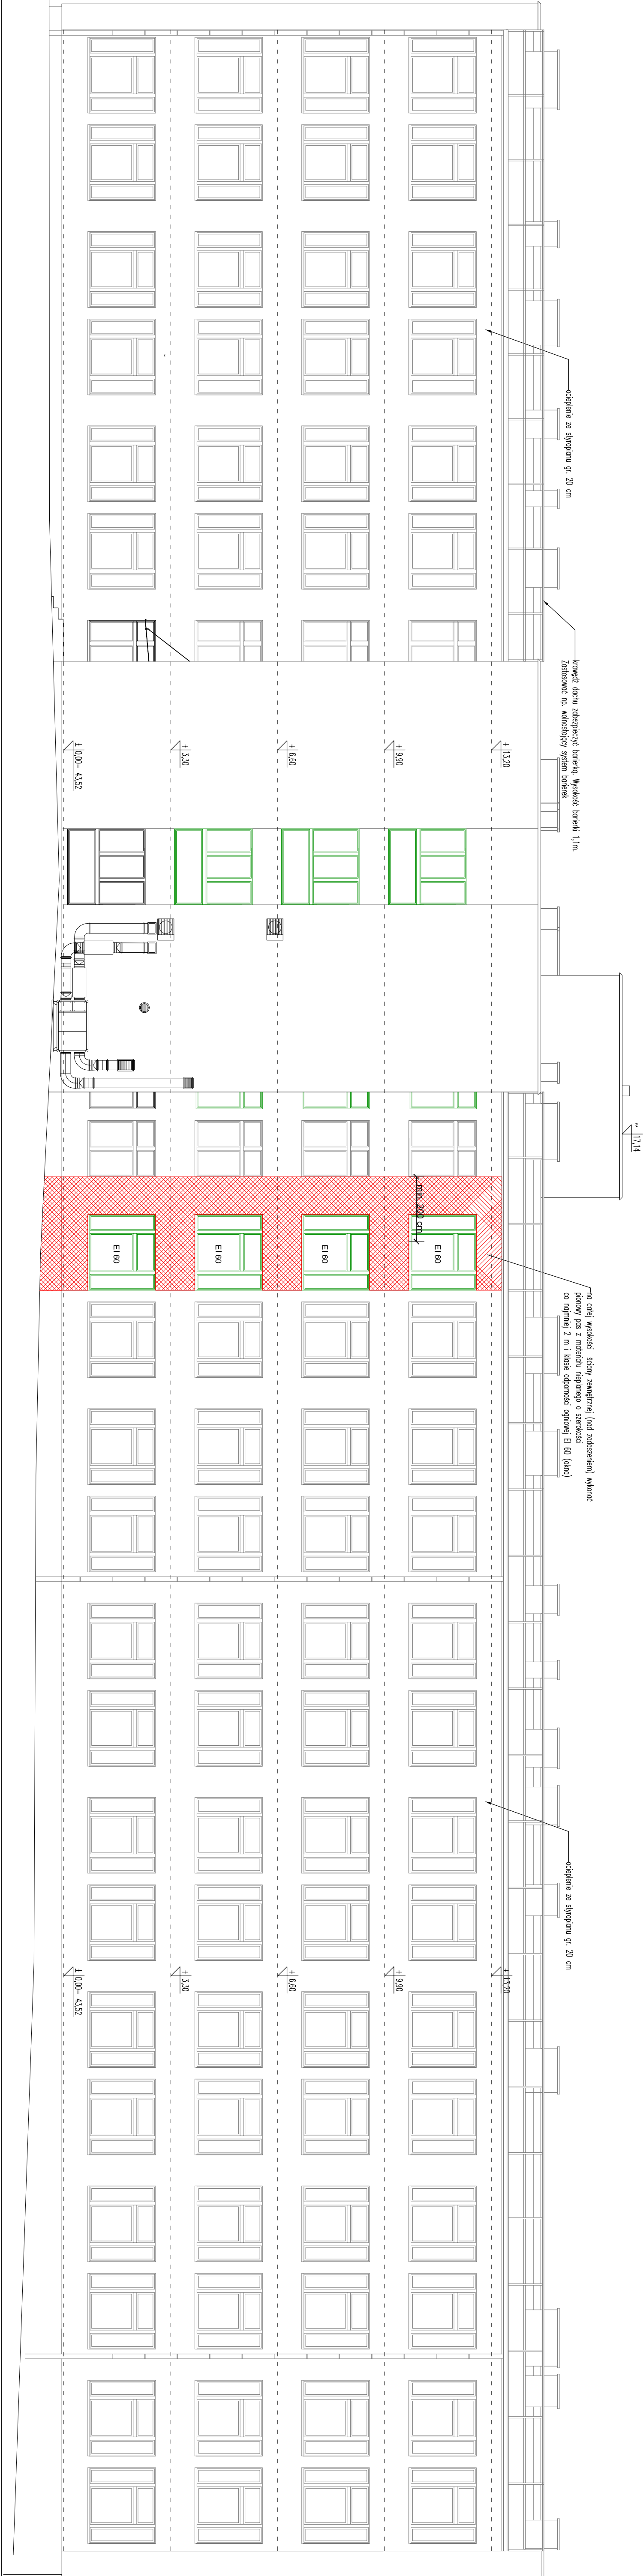 ocieplenie ze styropianu gr. 20 cm
krawędź dachu zabezpieczyć barierką. Wysokość barierki 1,1m.
Zastosować np. wolnostojący system barierek
+ 13,20
+ 9,90
+ 6,60
+ 3,30
± 0,00= 43,52
~ 17,14
na całej wysokości ściany zewnętrznej (nad zadaszeniem) wykonać
pionowy pas z materiału niepalnego o szerokości
co najmniej 2 m i klasie odporności ogniowej EI 60 (okna)
min. 200 cm
EI 60
EI 60
EI 60
EI 60
ocieplenie ze styropianu gr. 20 cm
+ 13,20
+ 9,90
+ 6,60
+ 3,30
± 0,00= 43,52